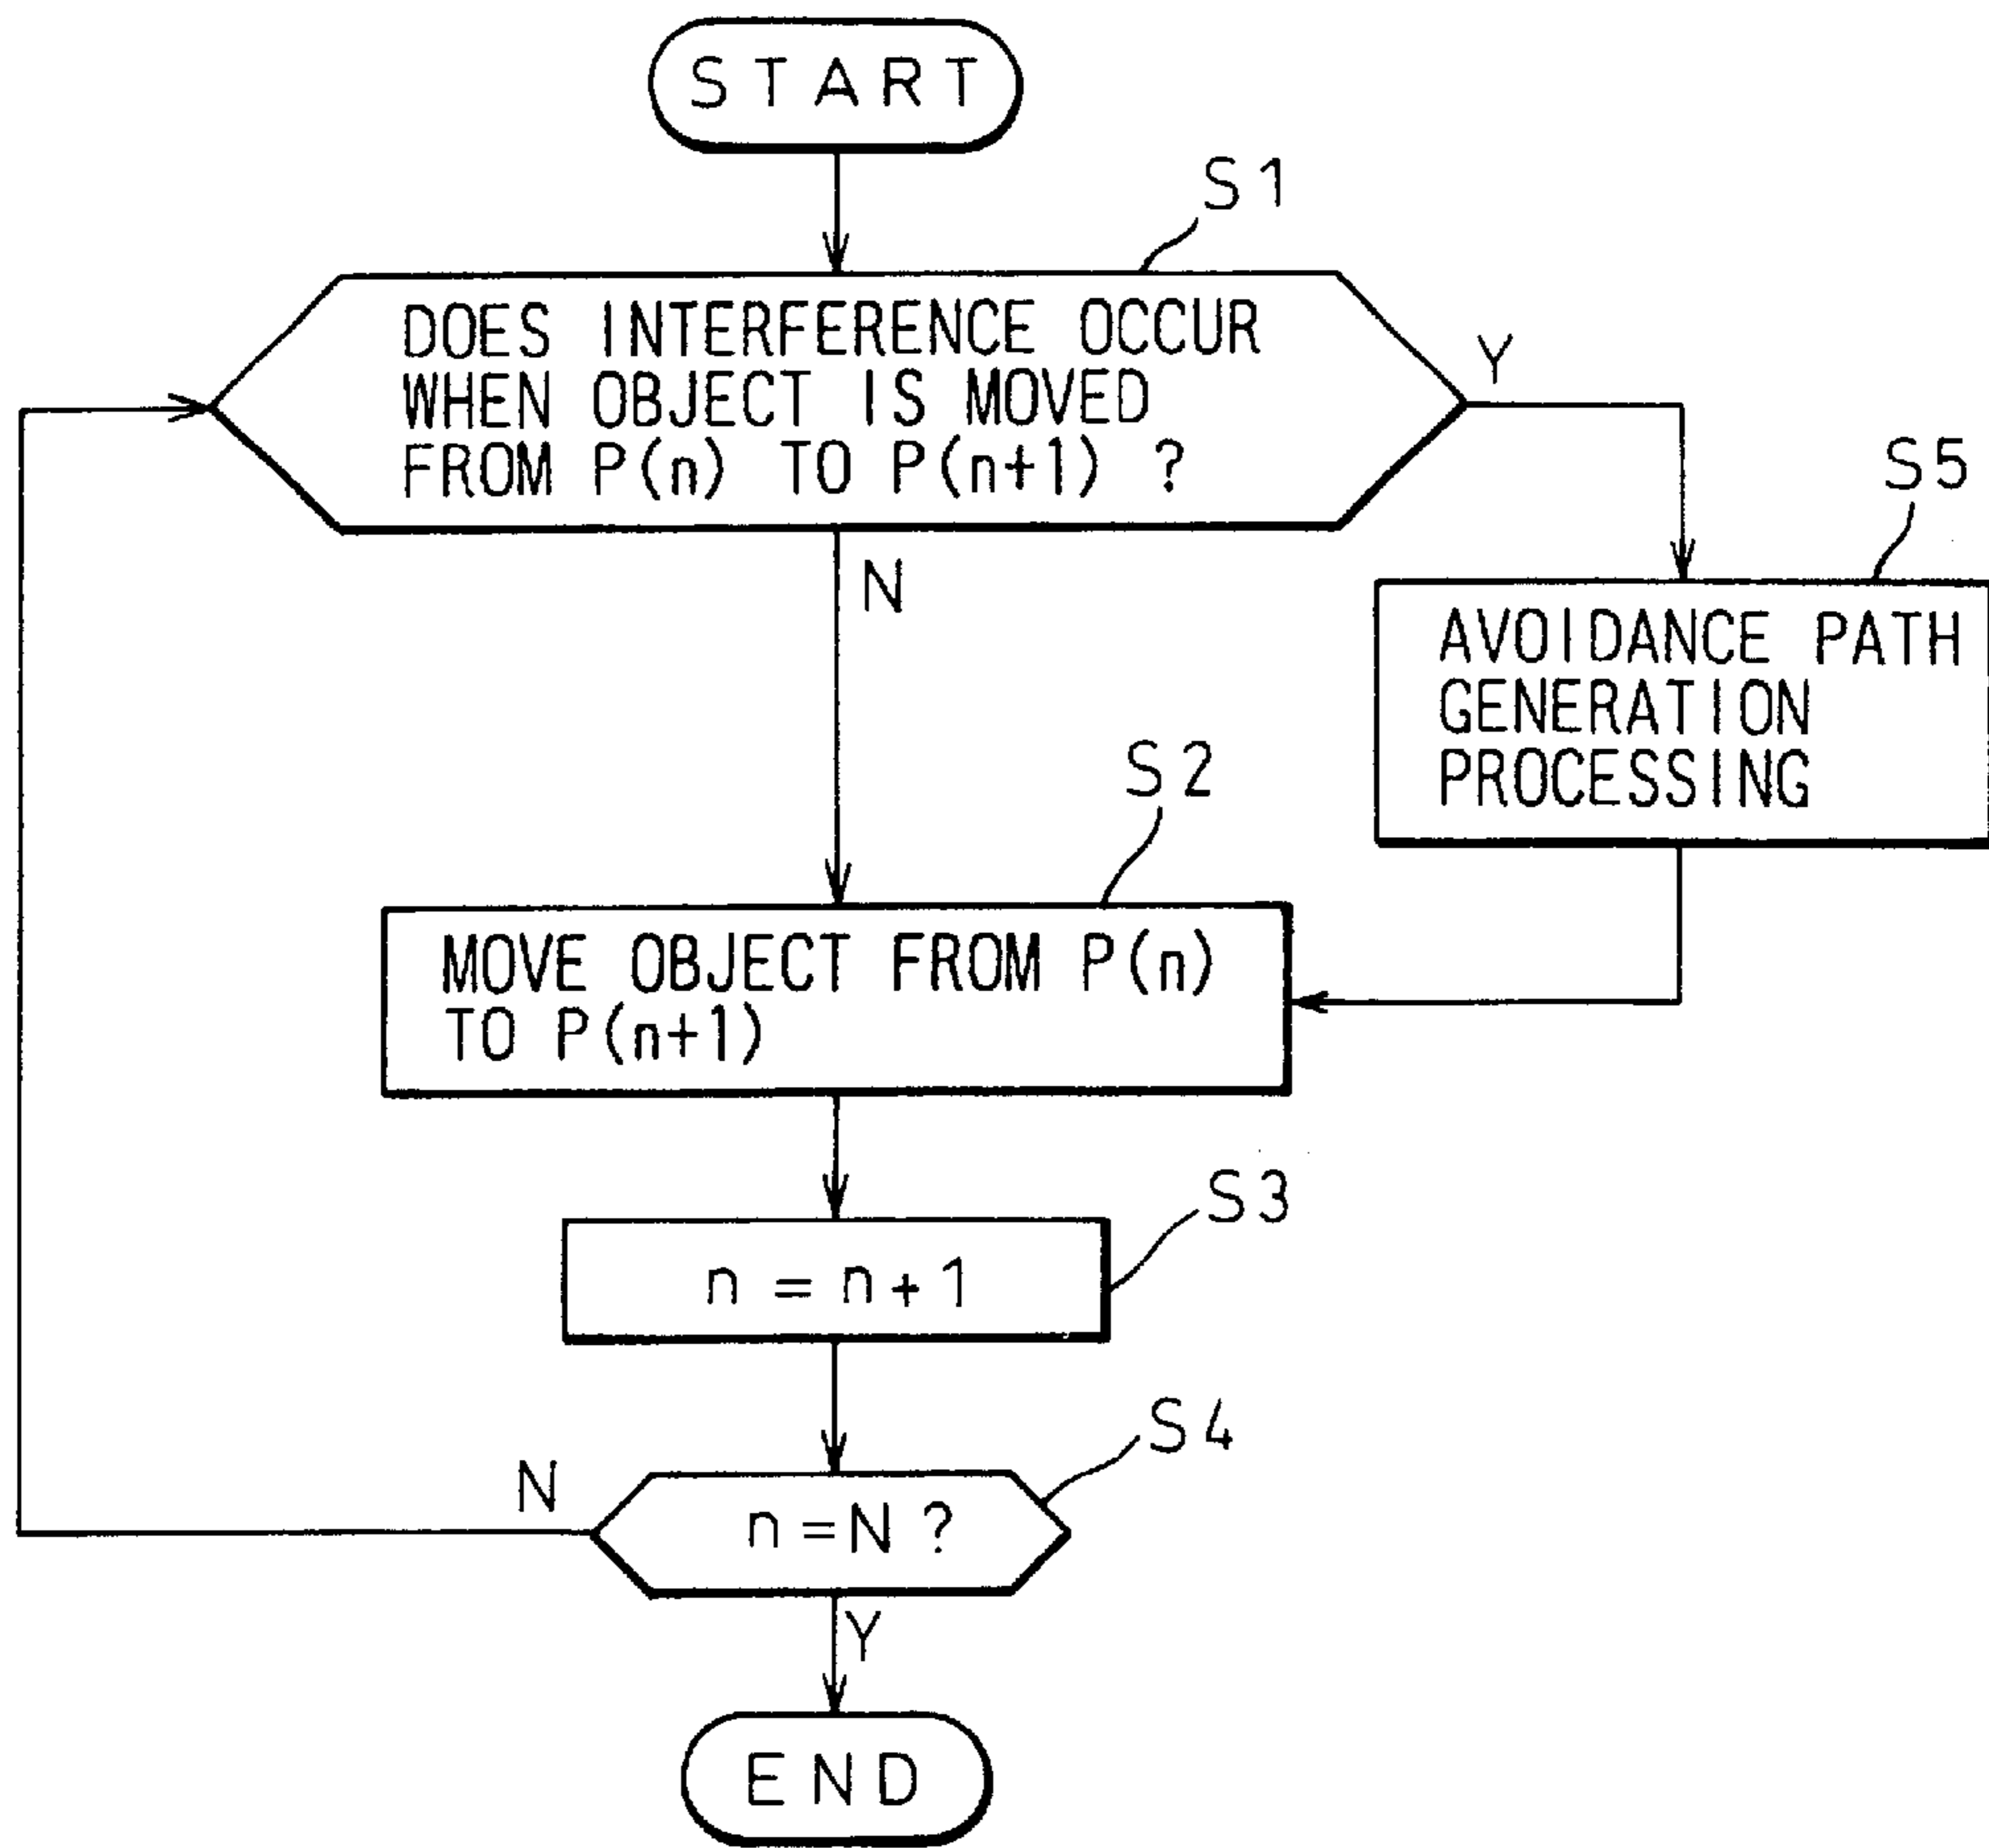 START
S1
DOES INTERFERENCE OCCUR
WHEN OBJECT IS MOVED
FROM P(n) TO P(n+1) ?
Y
N
S5
AVOIDANCE PATH
GENERATION
PROCESSING
S2
MOVE OBJECT FROM P(n)
TO P(n+1)
S3
n = n+1
S4
N
n=N ?
Y
END